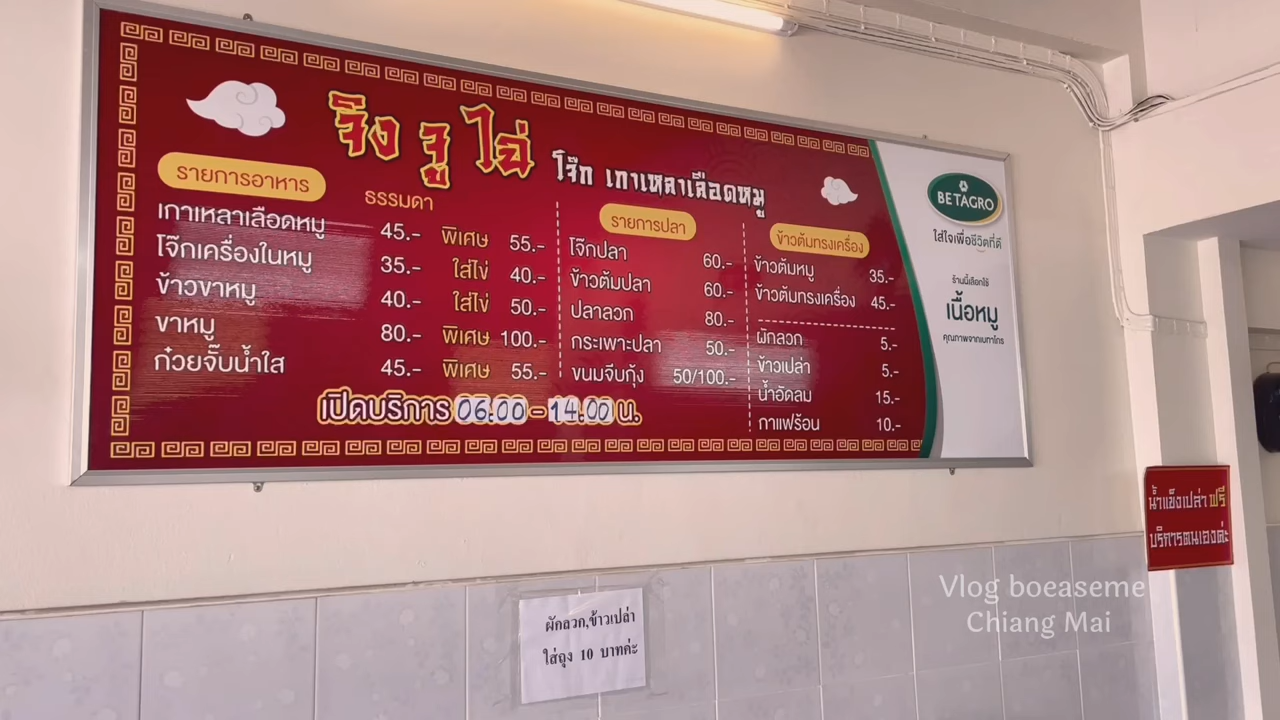 จิง จู ไฉ่ โจ๊ก เกาเหลาเลือดหมู
รายการอาหาร
ธรรมดา
เกาเหลาเลือดหมู 45.- พิเศษ 55.-
โจ๊กเครื่องในหมู 35.- ใส่ไข่ 40.-
ข้าวขาหมู 40.- ใส่ไข่ 50.-
ขาหมู 80.- พิเศษ 100.-
ก๋วยจั๊บน้ำใส 45.- พิเศษ 55.-
รายการปลา
โจ๊กปลา 60.-
ข้าวต้มปลา 60.-
ปลาลวก 80.-
กระเพาะปลา 50.-
ขนมจีบกุ้ง 50/100.-
ข้าวต้มทรงเครื่อง
ข้าวต้มหมู 35.-
ข้าวต้มทรงเครื่อง 45.-
ผักลวก 5.-
ข้าวเปล่า 5.-
น้ำอัดลม 15.-
กาแฟร้อน 10.-
เปิดบริการ 06.00 - 14.00 น.
BETAGRO
ใส่ใจเพื่อชีวิตที่ดี
ร้านนี้เลือกใช้
เนื้อหมู
คุณภาพจากเบทาโกร
น้ำแข็งเปล่า ฟรี
บริการตนเองค่ะ
ผักลวก,ข้าวเปล่า
ใส่ถุง 10 บาทค่ะ
Vlog boeaseme
Chiang Mai